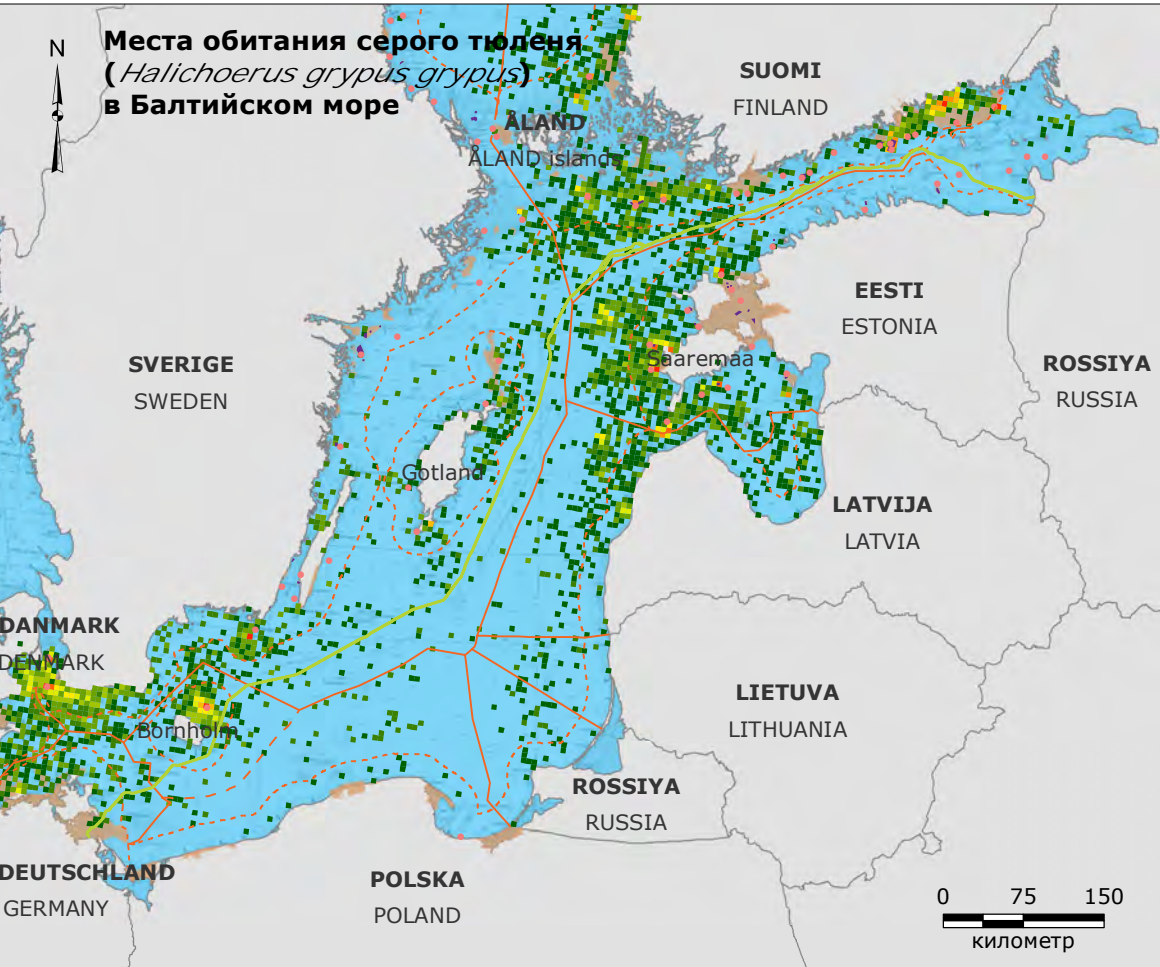 N
Места обитания серого тюленя
(Halichoerus grypus grypus)
в Балтийском море
SUOMI
FINLAND
ÅLAND
ÅLAND islands
EESTI
ESTONIA
SVERIGE
SWEDEN
Saaremaa
ROSSIYA
RUSSIA
Gotland
LATVIJA
LATVIA
DANMARK
DENMARK
LIETUVA
LITHUANIA
Bornholm
ROSSIYA
RUSSIA
DEUTSCHLAND
GERMANY
POLSKA
POLAND
0 75 150
километр